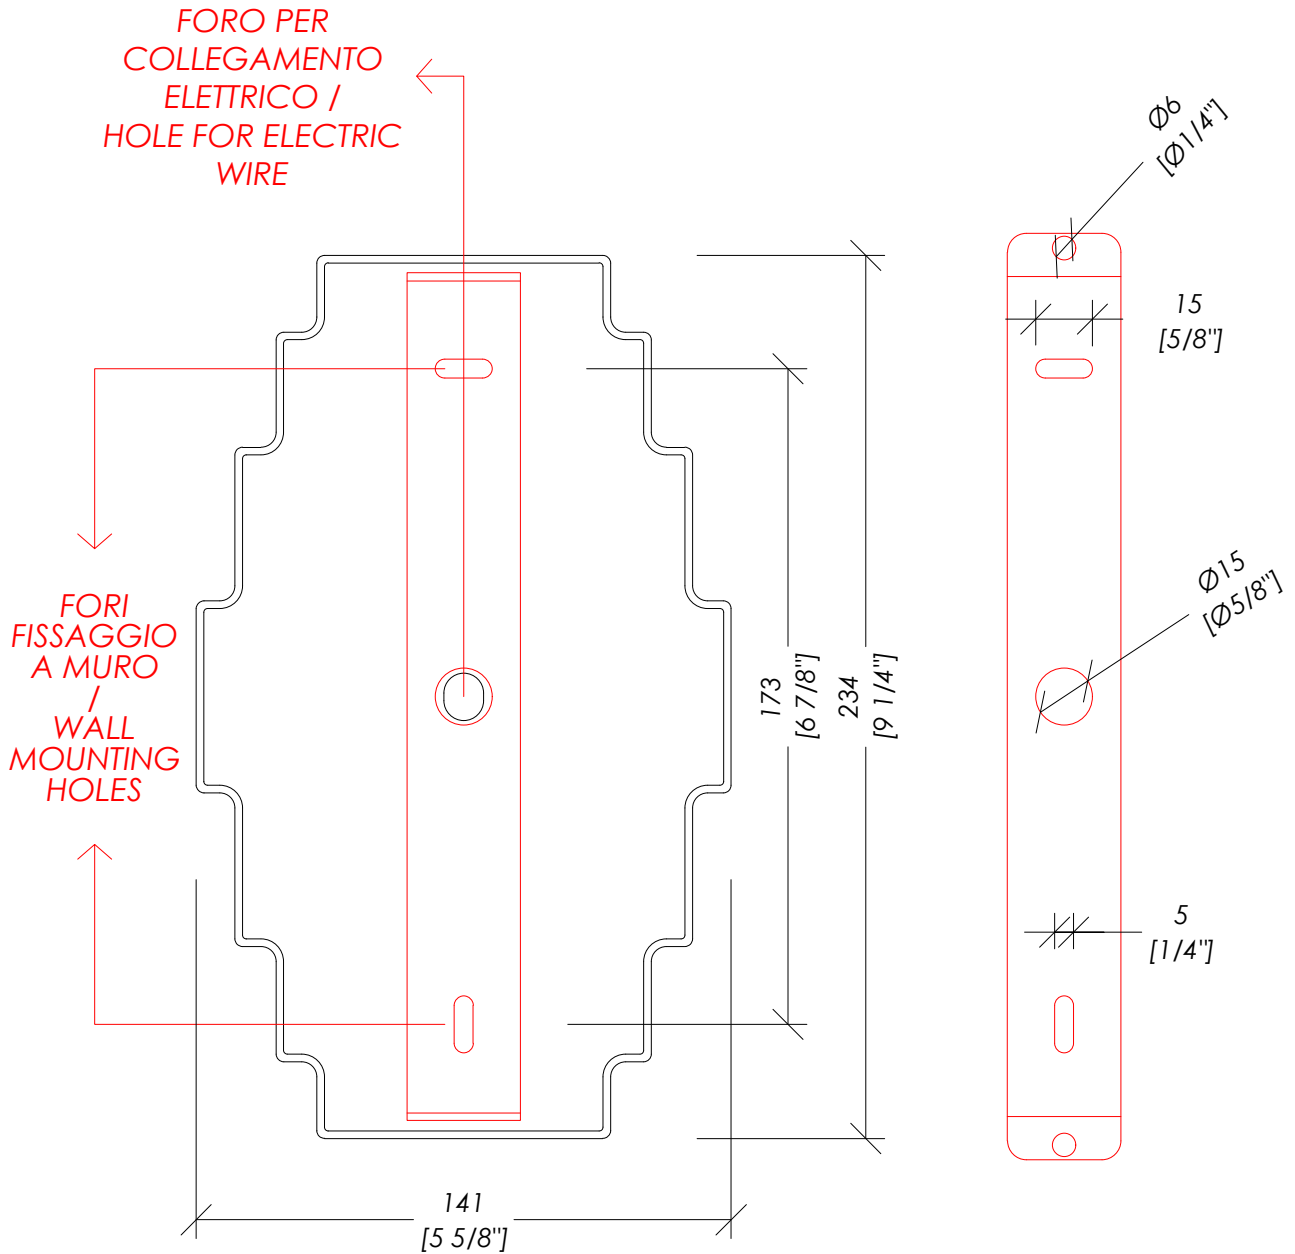 FORO PER
COLLEGAMENTO
ELETTRICO /
HOLE FOR ELECTRIC
WIRE
Ø6
[Ø1/4"]
15
[5/8"]
Ø15
[Ø5/8"]
FORI
FISSAGGIO
A MURO
/
WALL
MOUNTING
HOLES
173
[6 7/8"]
234
[9 1/4"]
5
[1/4"]
141
[5 5/8"]